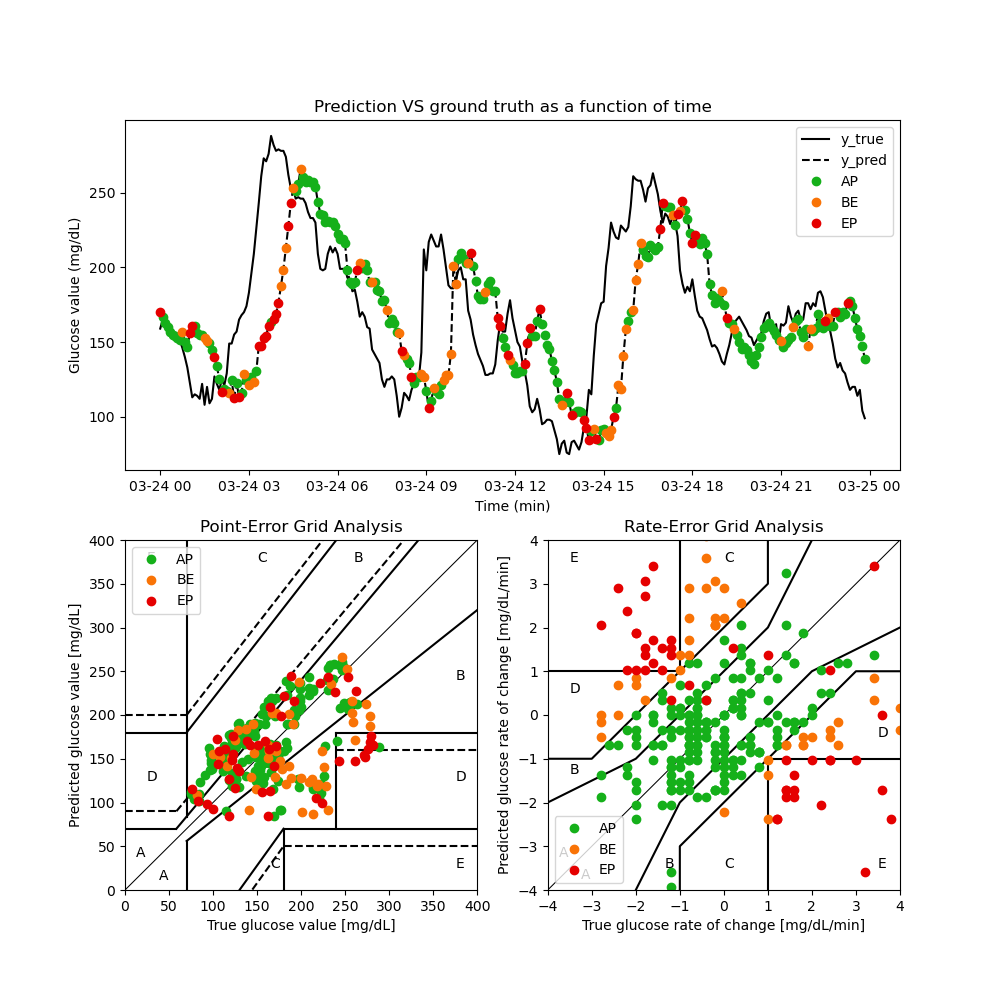 Prediction VS ground truth as a function of time
Glucose value (mg/dL)
250
200
150
100
y_true
y_pred
AP
BE
EP
03-24 00 03-24 03 03-24 06 03-24 09 03-24 12 03-24 15 03-24 18 03-24 21 03-25 00
Time (min)
Point-Error Grid Analysis
Predicted glucose value [mg/dL]
400
350
300
250
200
150
100
50
0
AP
BE
EP
C
B
B
D
D
A
A
C
E
0 50 100 150 200 250 300 350 400
True glucose value [mg/dL]
Rate-Error Grid Analysis
Predicted glucose rate of change [mg/dL/min]
4
3
2
1
0
−1
−2
−3
−4
E
C
D
D
B
A
A
B
C
E
AP
BE
EP
−4 −3 −2 −1 0 1 2 3 4
True glucose rate of change [mg/dL/min]